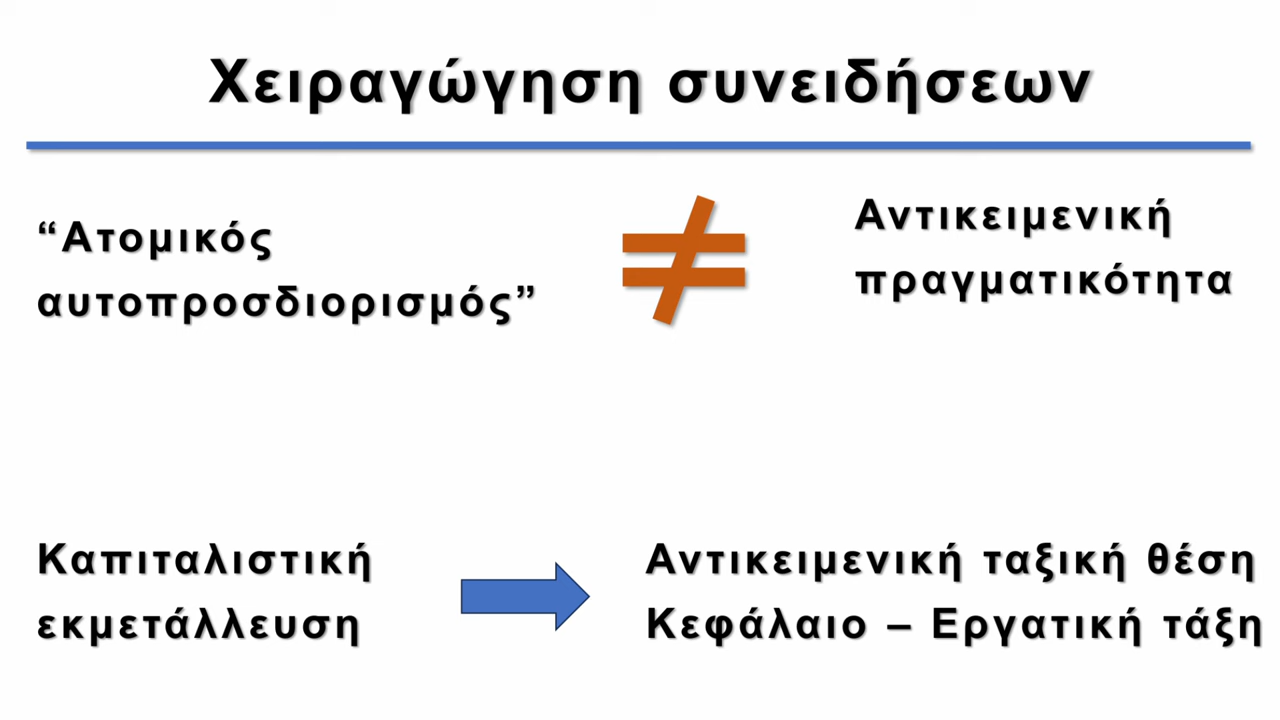 Χειραγώγηση συνειδήσεων
“Ατομικός
αυτοπροσδιορισμός”
≠
Αντικειμενική
πραγματικότητα
Καπιταλιστική
εκμετάλλευση
Αντικειμενική ταξική θέση
Κεφάλαιο – Εργατική τάξη